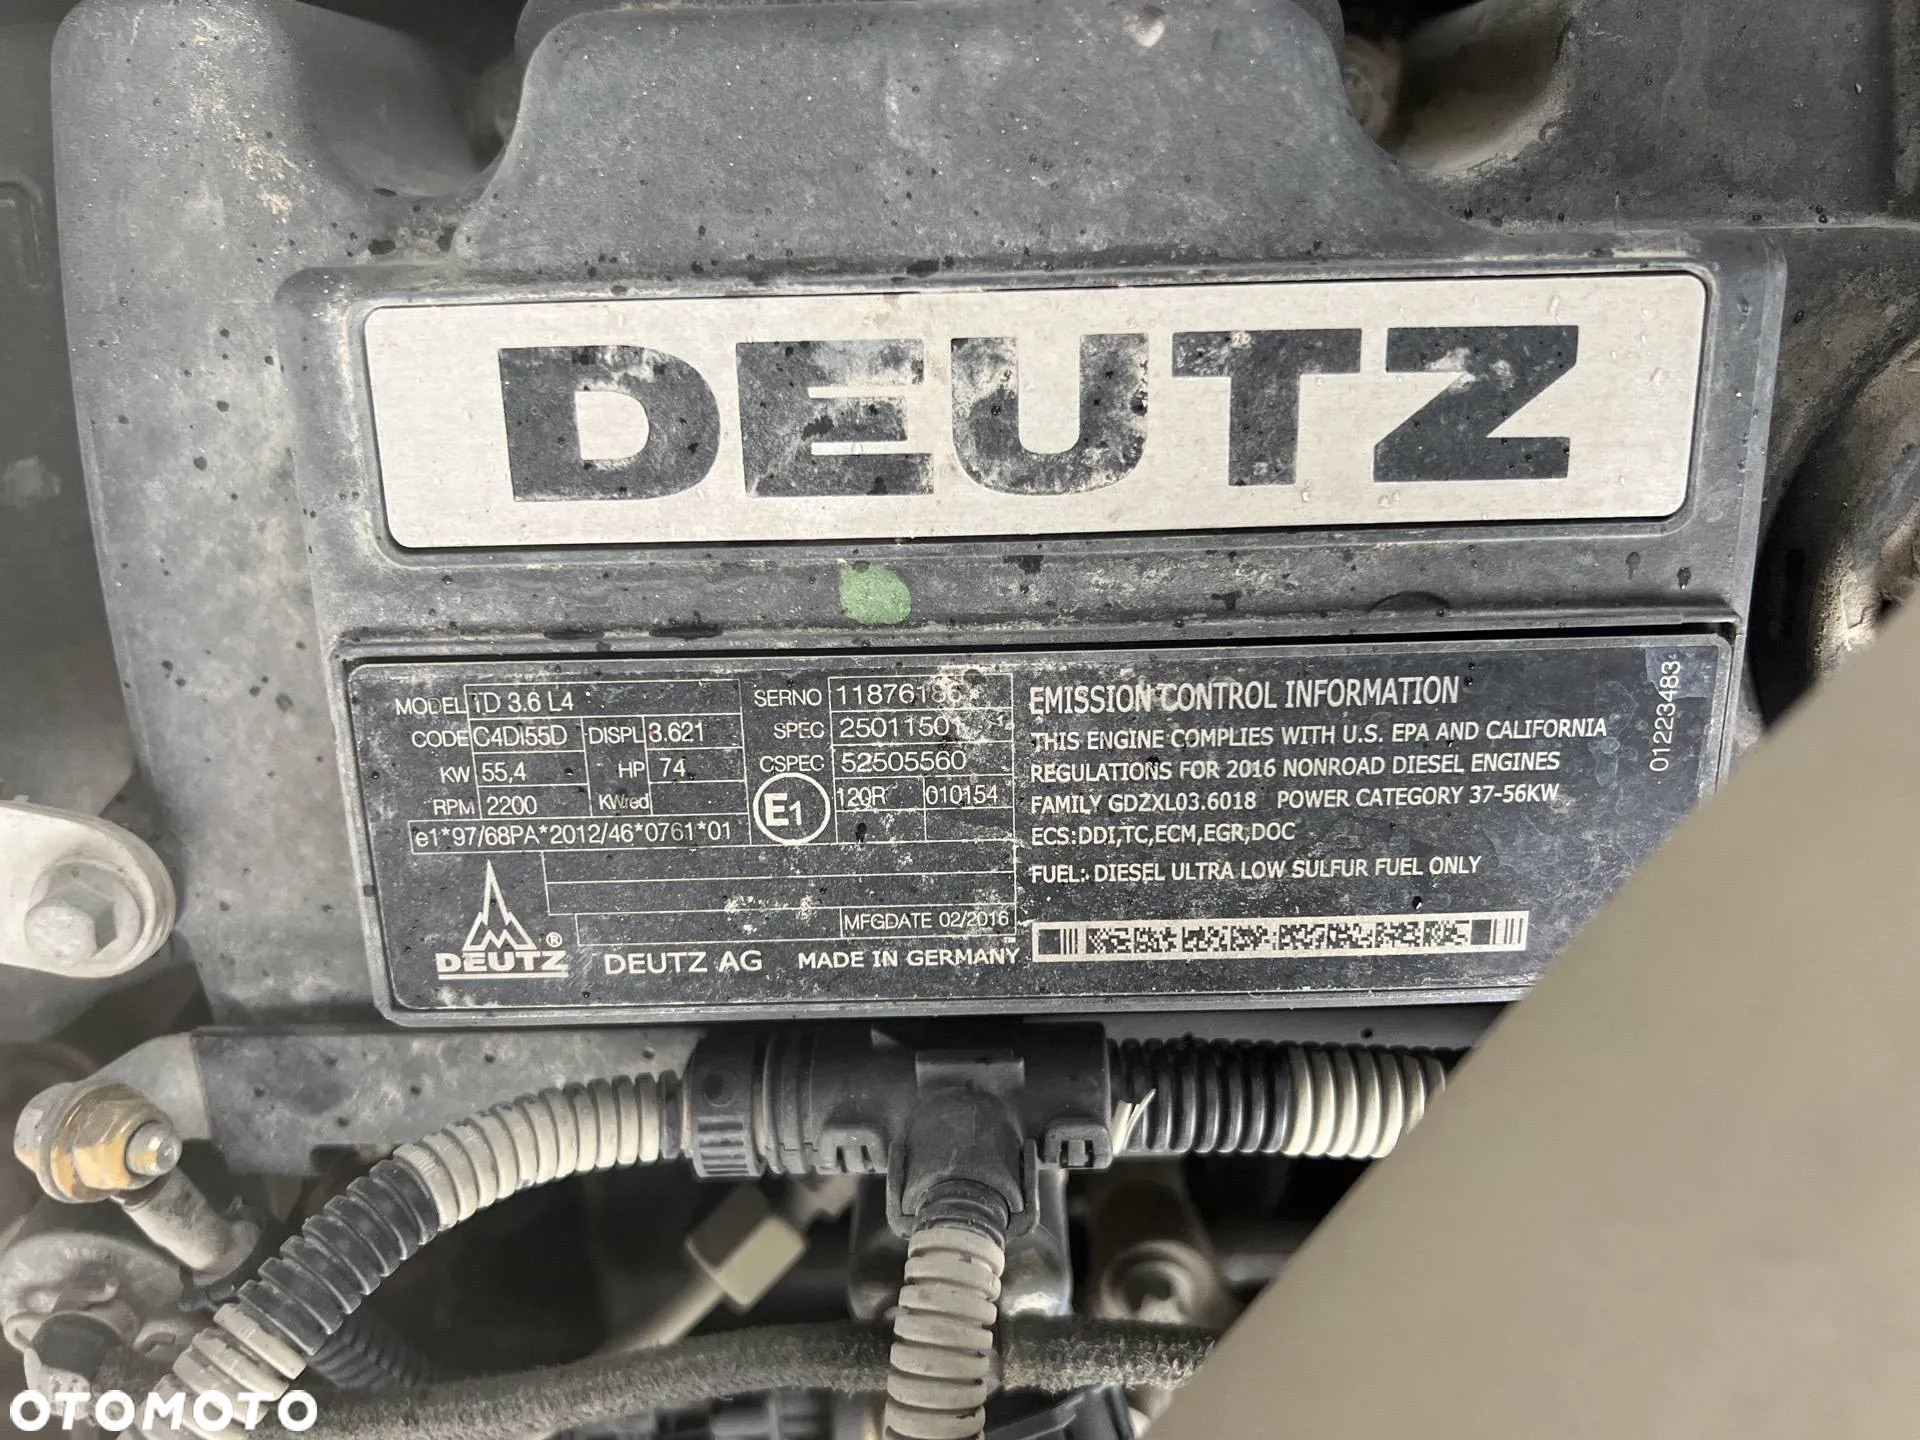 DEUTZ
MODEL TD 3.6 L4
CODE C4Di55D DISPL 3.621
KW 55,4 HP 74
RPM 2200 KWred
e1*97/68PA*2012/46*0761*01
SERNO
SPEC 25011501
CSPEC 52505560
E1 120R 010154
MFGDATE 02/2016
DEUTZ ® DEUTZ AG MADE IN GERMANY
EMISSION CONTROL INFORMATION
THIS ENGINE COMPLIES WITH U.S. EPA AND CALIFORNIA
REGULATIONS FOR 2016 NONROAD DIESEL ENGINES
FAMILY GDZXL03.6018 POWER CATEGORY 37-56KW
ECS:DDI,TC,ECM,EGR,DOC
FUEL: DIESEL ULTRA LOW SULFUR FUEL ONLY
01223483
OTOMOTO